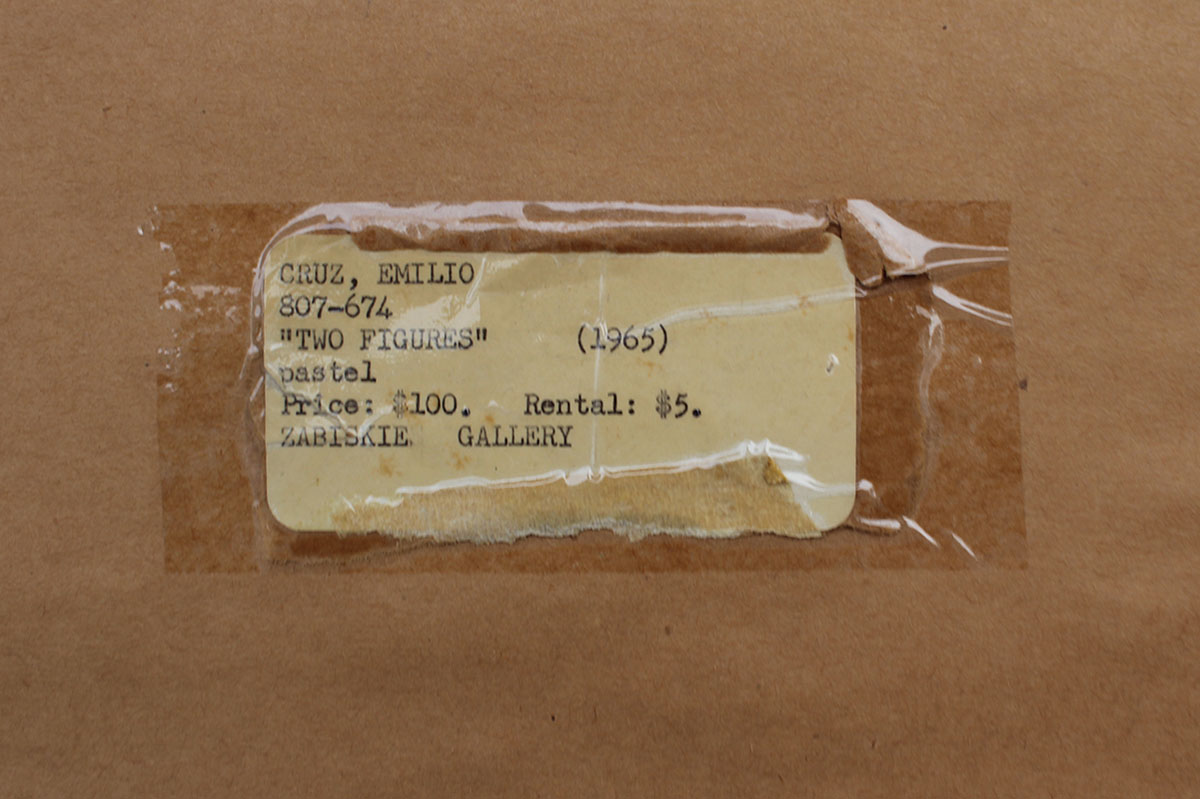 CRUZ, EMILIO
807-674
"TWO FIGURES" (1965)
pastel
Price: $100. Rental: $5.
ZABISKIE GALLERY